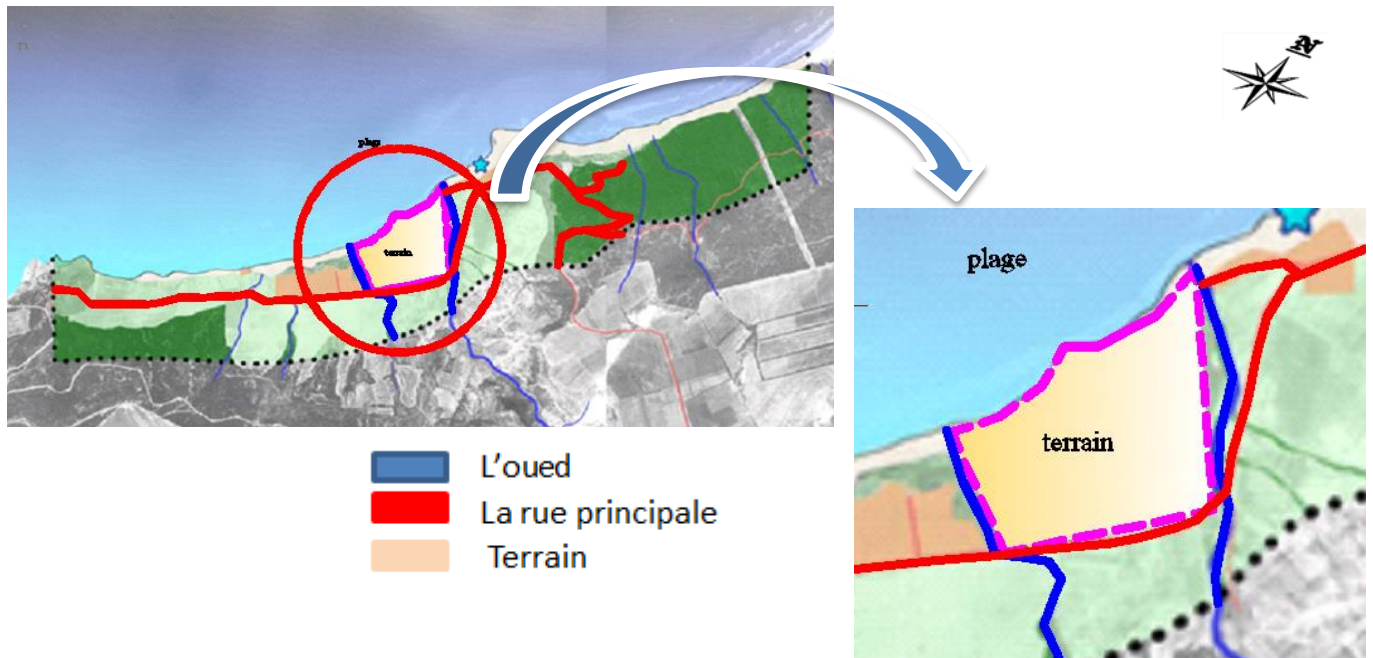 plage
terrain
N
plage
terrain
L'oued
La rue principale
Terrain